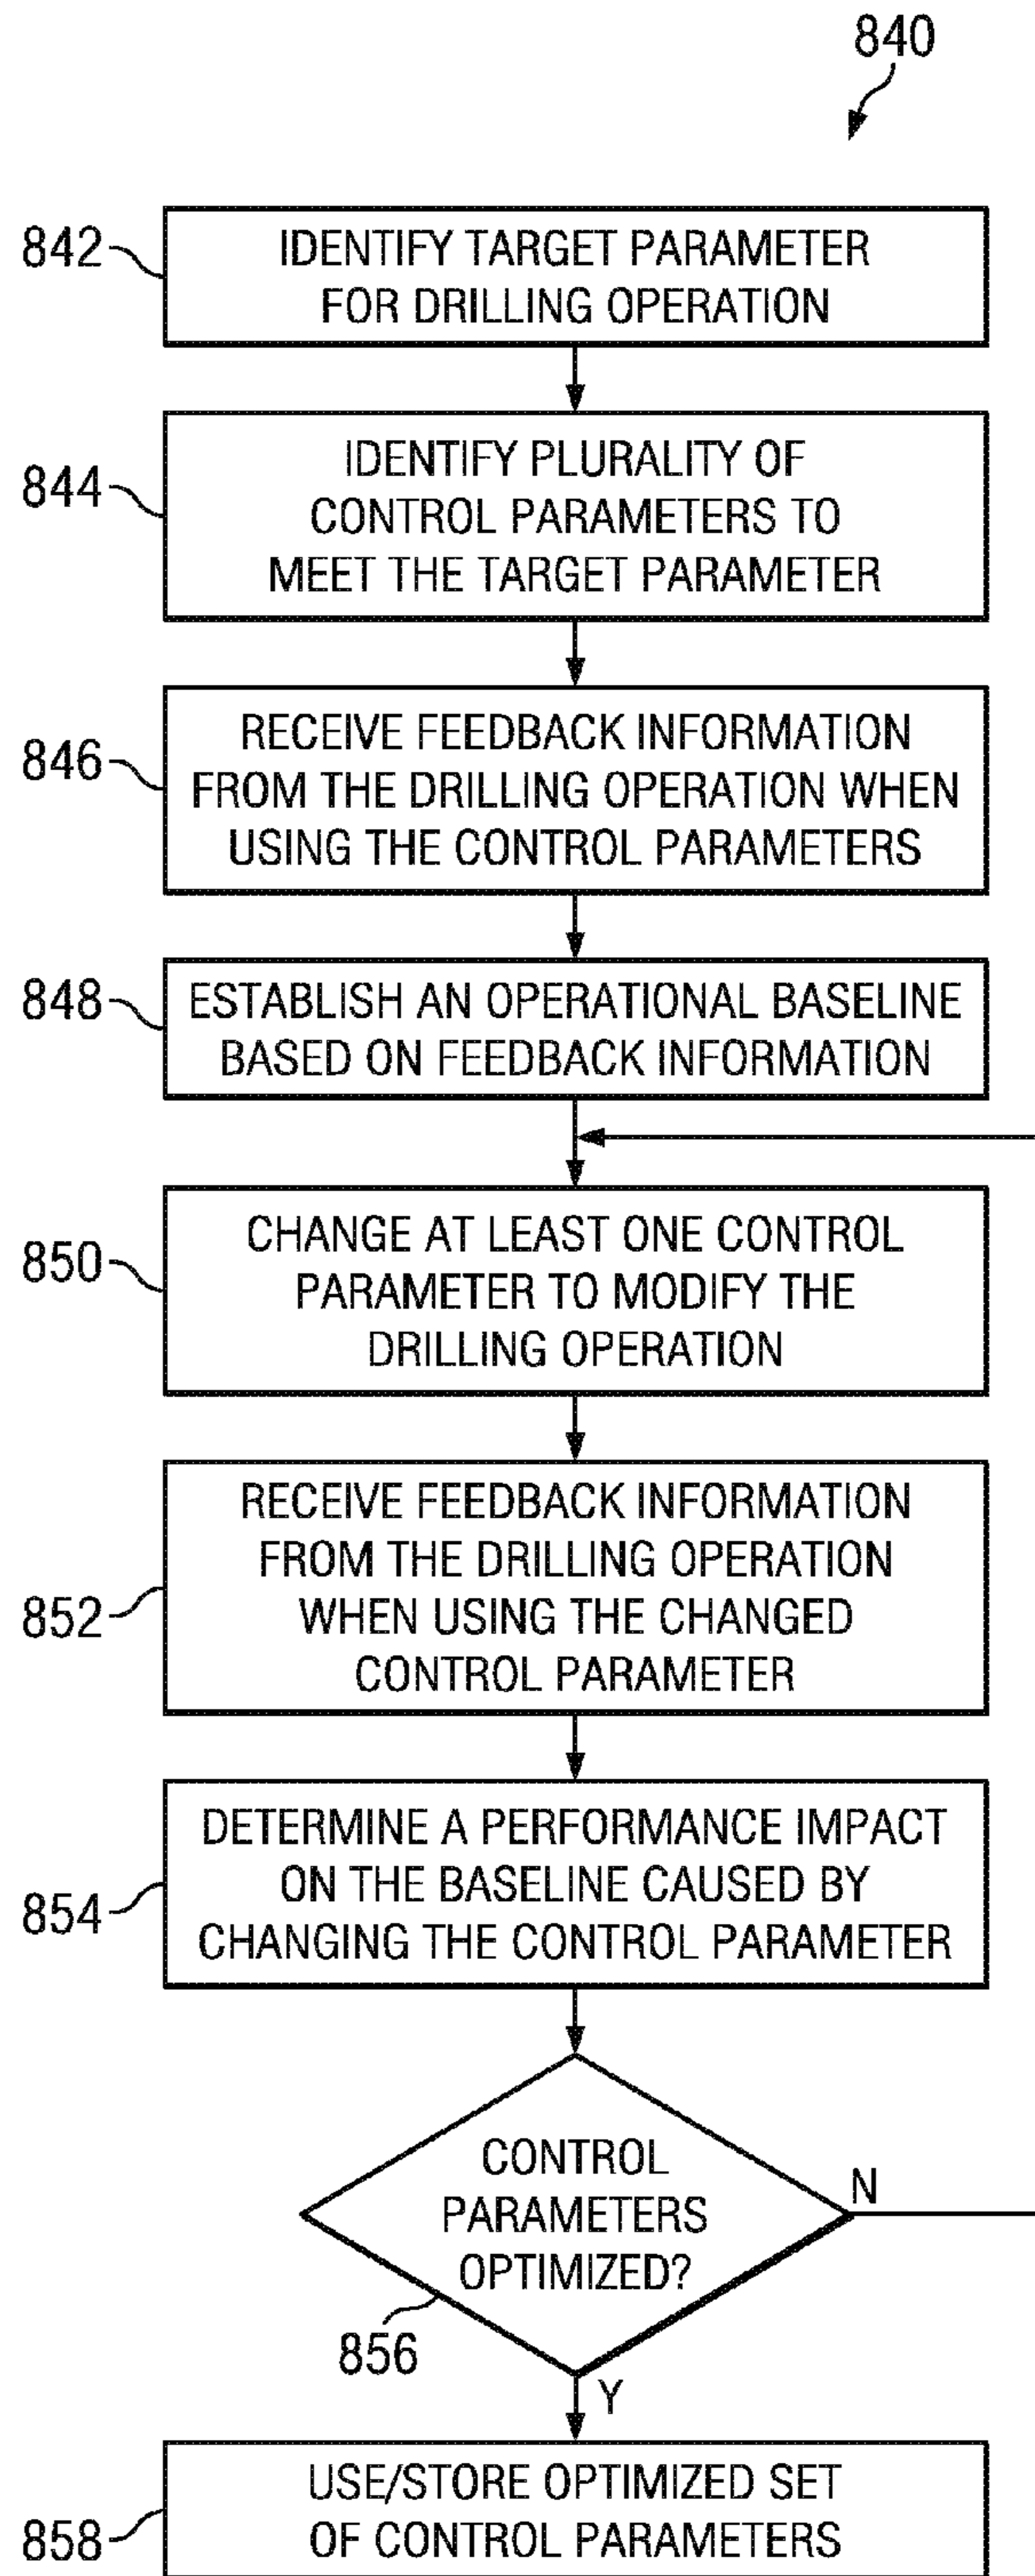 840
842
IDENTIFY TARGET PARAMETER
FOR DRILLING OPERATION
844
IDENTIFY PLURALITY OF
CONTROL PARAMETERS TO
MEET THE TARGET PARAMETER
846
RECEIVE FEEDBACK INFORMATION
FROM THE DRILLING OPERATION WHEN
USING THE CONTROL PARAMETERS
848
ESTABLISH AN OPERATIONAL BASELINE
BASED ON FEEDBACK INFORMATION
850
CHANGE AT LEAST ONE CONTROL
PARAMETER TO MODIFY THE
DRILLING OPERATION
852
RECEIVE FEEDBACK INFORMATION
FROM THE DRILLING OPERATION
WHEN USING THE CHANGED
CONTROL PARAMETER
854
DETERMINE A PERFORMANCE IMPACT
ON THE BASELINE CAUSED BY
CHANGING THE CONTROL PARAMETER
CONTROL
PARAMETERS
OPTIMIZED?
N
856
Y
858
USE/STORE OPTIMIZED SET
OF CONTROL PARAMETERS